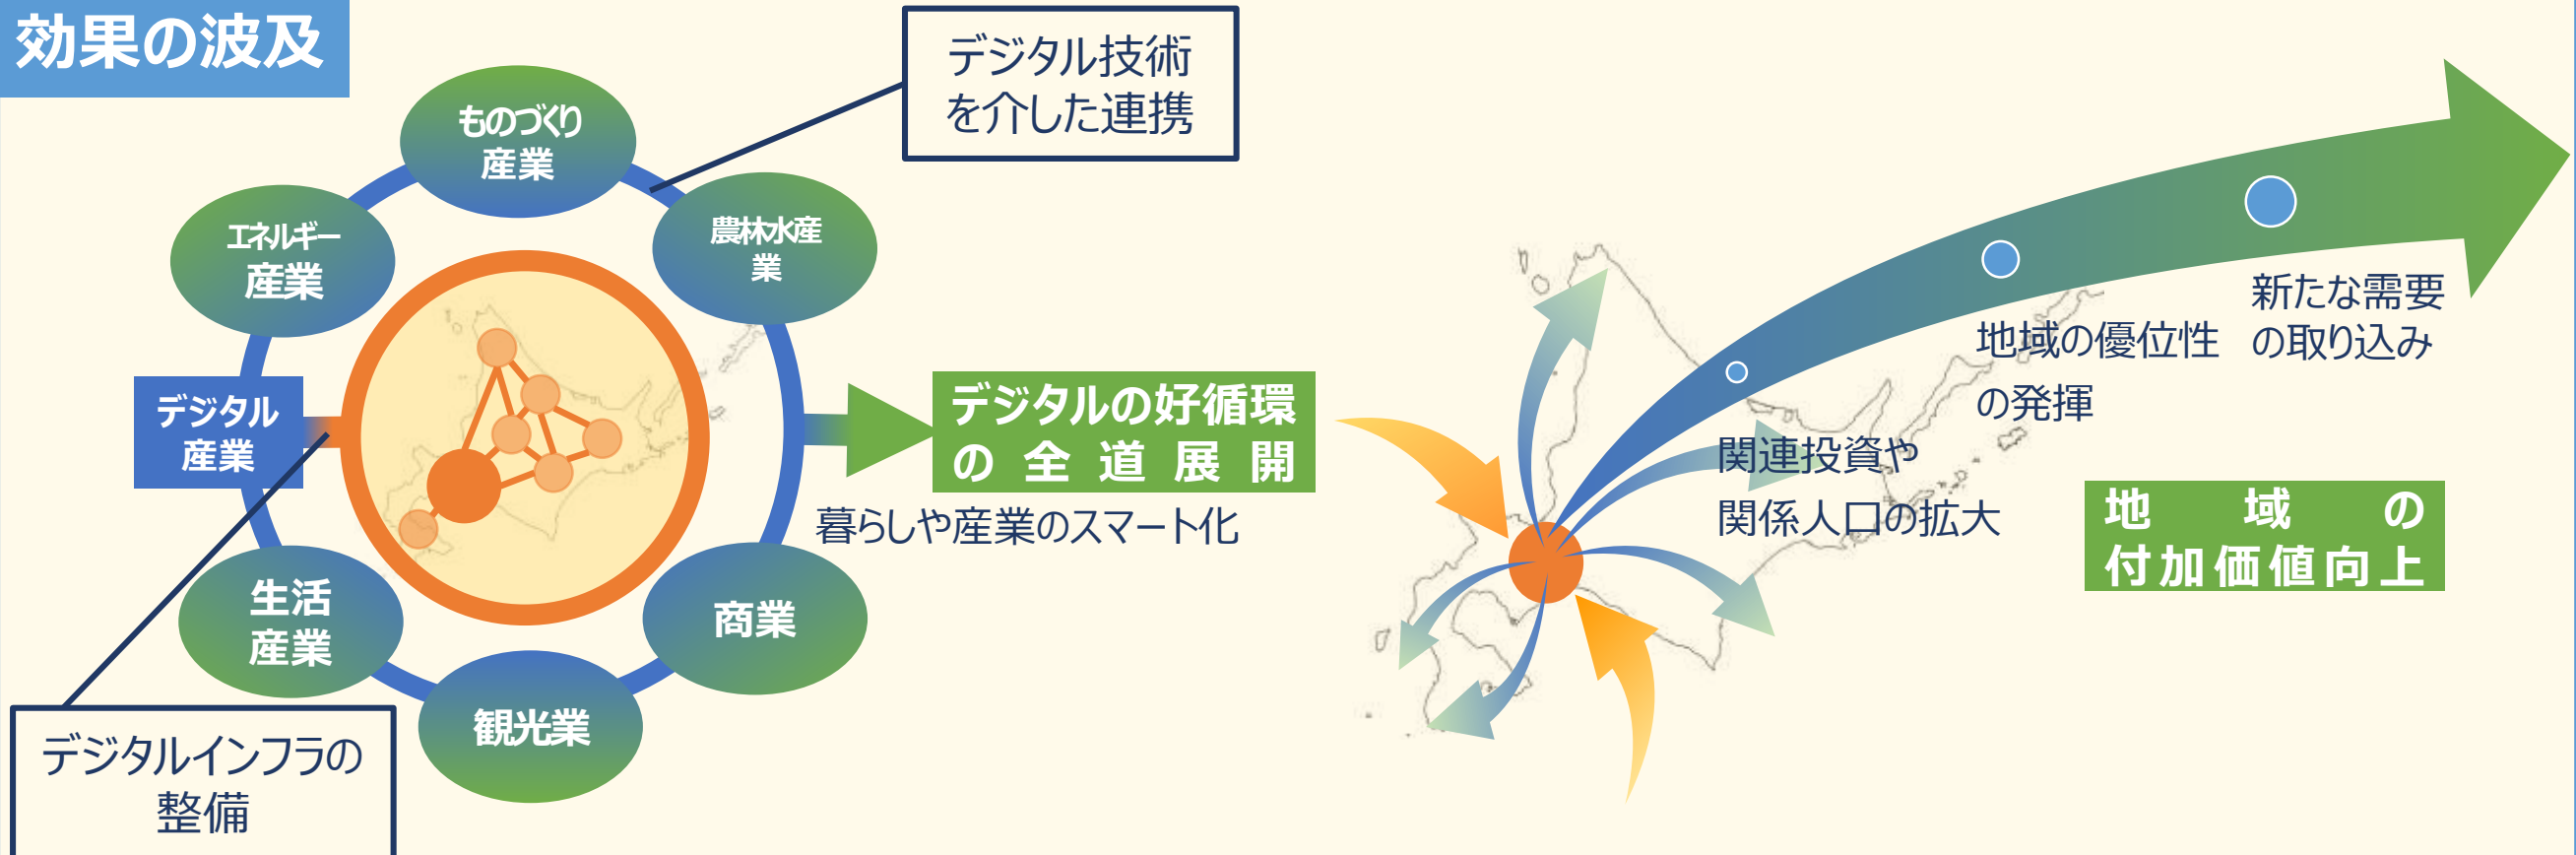 効果の波及
デジタル技術
を介した連携
ものづくり
産業
農林水産
業
エネルギー
産業
デジタル
産業
生活
産業
観光業
商業
デジタルインフラの
整備
デジタルの好循環
の全道展開
暮らしや産業のスマート化
関連投資や
関係人口の拡大
地域の優位性
の発揮
新たな需要
の取り込み
地域の
付加価値向上